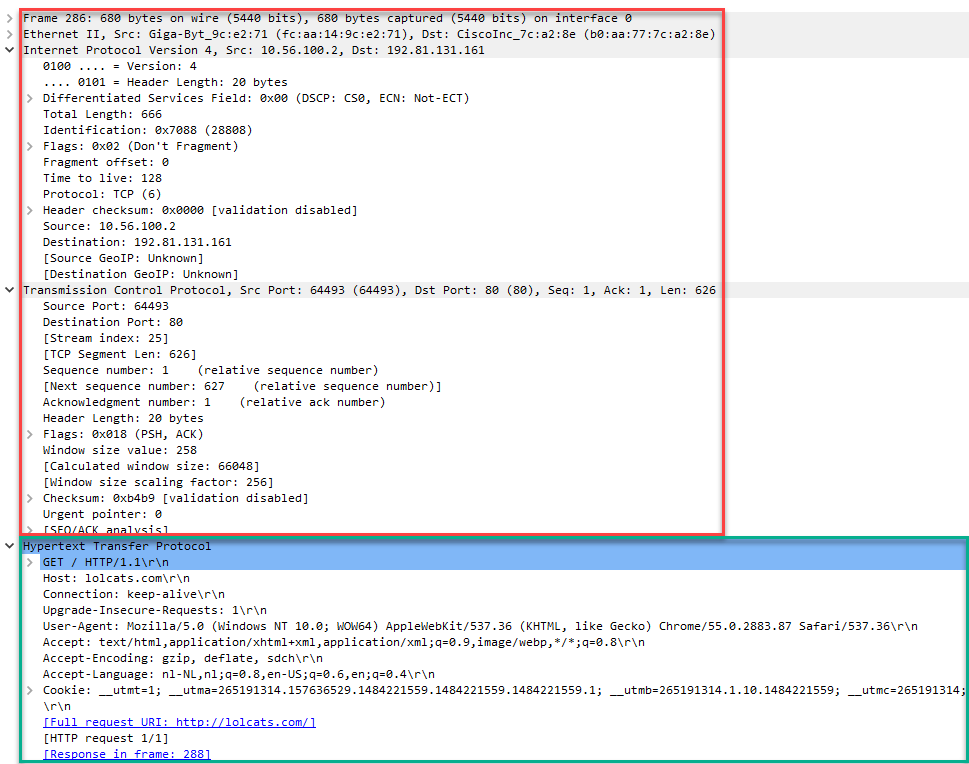 Frame 286: 680 bytes on wire (5440 bits), 680 bytes captured (5440 bits) on interface 0
Ethernet II, Src: Giga-Byt_9c:e2:71 (fc:aa:14:9c:e2:71), Dst: CiscoInc_7c:a2:8e (b0:aa:77:7c:a2:8e)
Internet Protocol Version 4, Src: 10.56.100.2, Dst: 192.81.131.161
0100 .... = Version: 4
.... 0101 = Header Length: 20 bytes
Differentiated Services Field: 0x00 (DSCP: CS0, ECN: Not-ECT)
Total Length: 666
Identification: 0x7088 (28808)
Flags: 0x02 (Don't Fragment)
Fragment offset: 0
Time to live: 128
Protocol: TCP (6)
Header checksum: 0x0000 [validation disabled]
Source: 10.56.100.2
Destination: 192.81.131.161
[Source GeoIP: Unknown]
[Destination GeoIP: Unknown]
Transmission Control Protocol, Src Port: 64493 (64493), Dst Port: 80 (80), Seq: 1, Ack: 1, Len: 626
Source Port: 64493
Destination Port: 80
[Stream index: 25]
[TCP Segment Len: 626]
Sequence number: 1    (relative sequence number)
[Next sequence number: 627    (relative sequence number)]
Acknowledgment number: 1    (relative ack number)
Header Length: 20 bytes
Flags: 0x018 (PSH, ACK)
Window size value: 258
[Calculated window size: 66048]
[Window size scaling factor: 256]
Checksum: 0xb4b9 [validation disabled]
Urgent pointer: 0
[SEQ/ACK analysis]
Hypertext Transfer Protocol
GET / HTTP/1.1\r\n
Host: lolcats.com\r\n
Connection: keep-alive\r\n
Upgrade-Insecure-Requests: 1\r\n
User-Agent: Mozilla/5.0 (Windows NT 10.0; WOW64) AppleWebKit/537.36 (KHTML, like Gecko) Chrome/55.0.2883.87 Safari/537.36\r\n
Accept: text/html,application/xhtml+xml,application/xml;q=0.9,image/webp,*/*;q=0.8\r\n
Accept-Encoding: gzip, deflate, sdch\r\n
Accept-Language: nl-NL,nl;q=0.8,en-US;q=0.6,en;q=0.4\r\n
Cookie: __utmt=1; __utma=265191314.157636529.1484221559.1484221559.1484221559.1; __utmb=265191314.1.10.1484221559; __utmc=265191314;
\r\n
[Full request URI: http://lolcats.com/]
[HTTP request 1/1]
[Response in frame: 288]